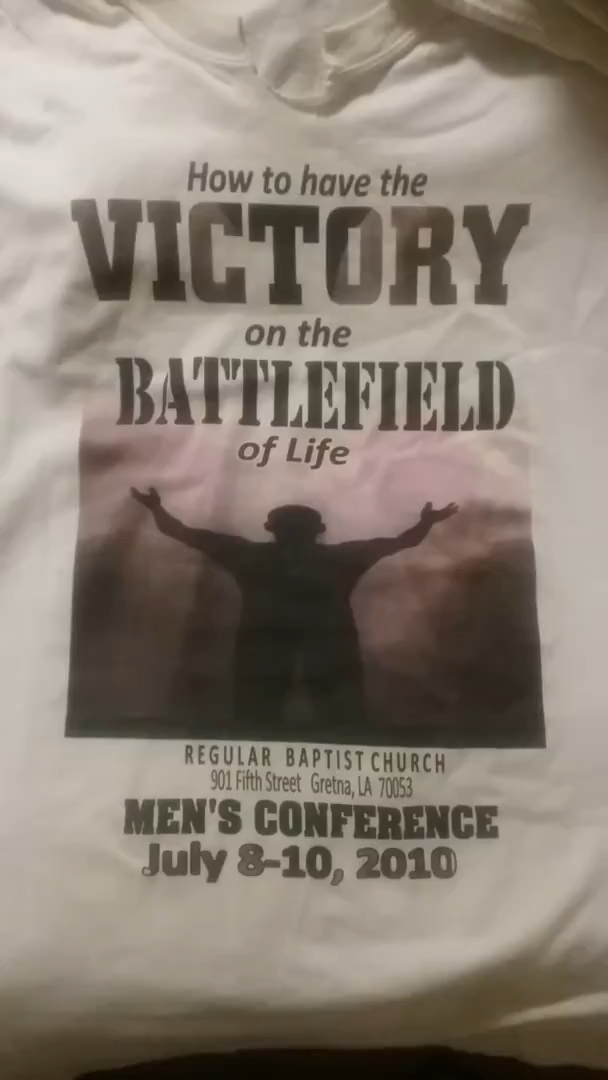 How to have the
VICTORY
on the
BATTLEFIELD
of Life
REGULAR BAPTIST CHURCH
901 Fifth Street Gretna, LA 70053
MEN'S CONFERENCE
July 8-10, 2010